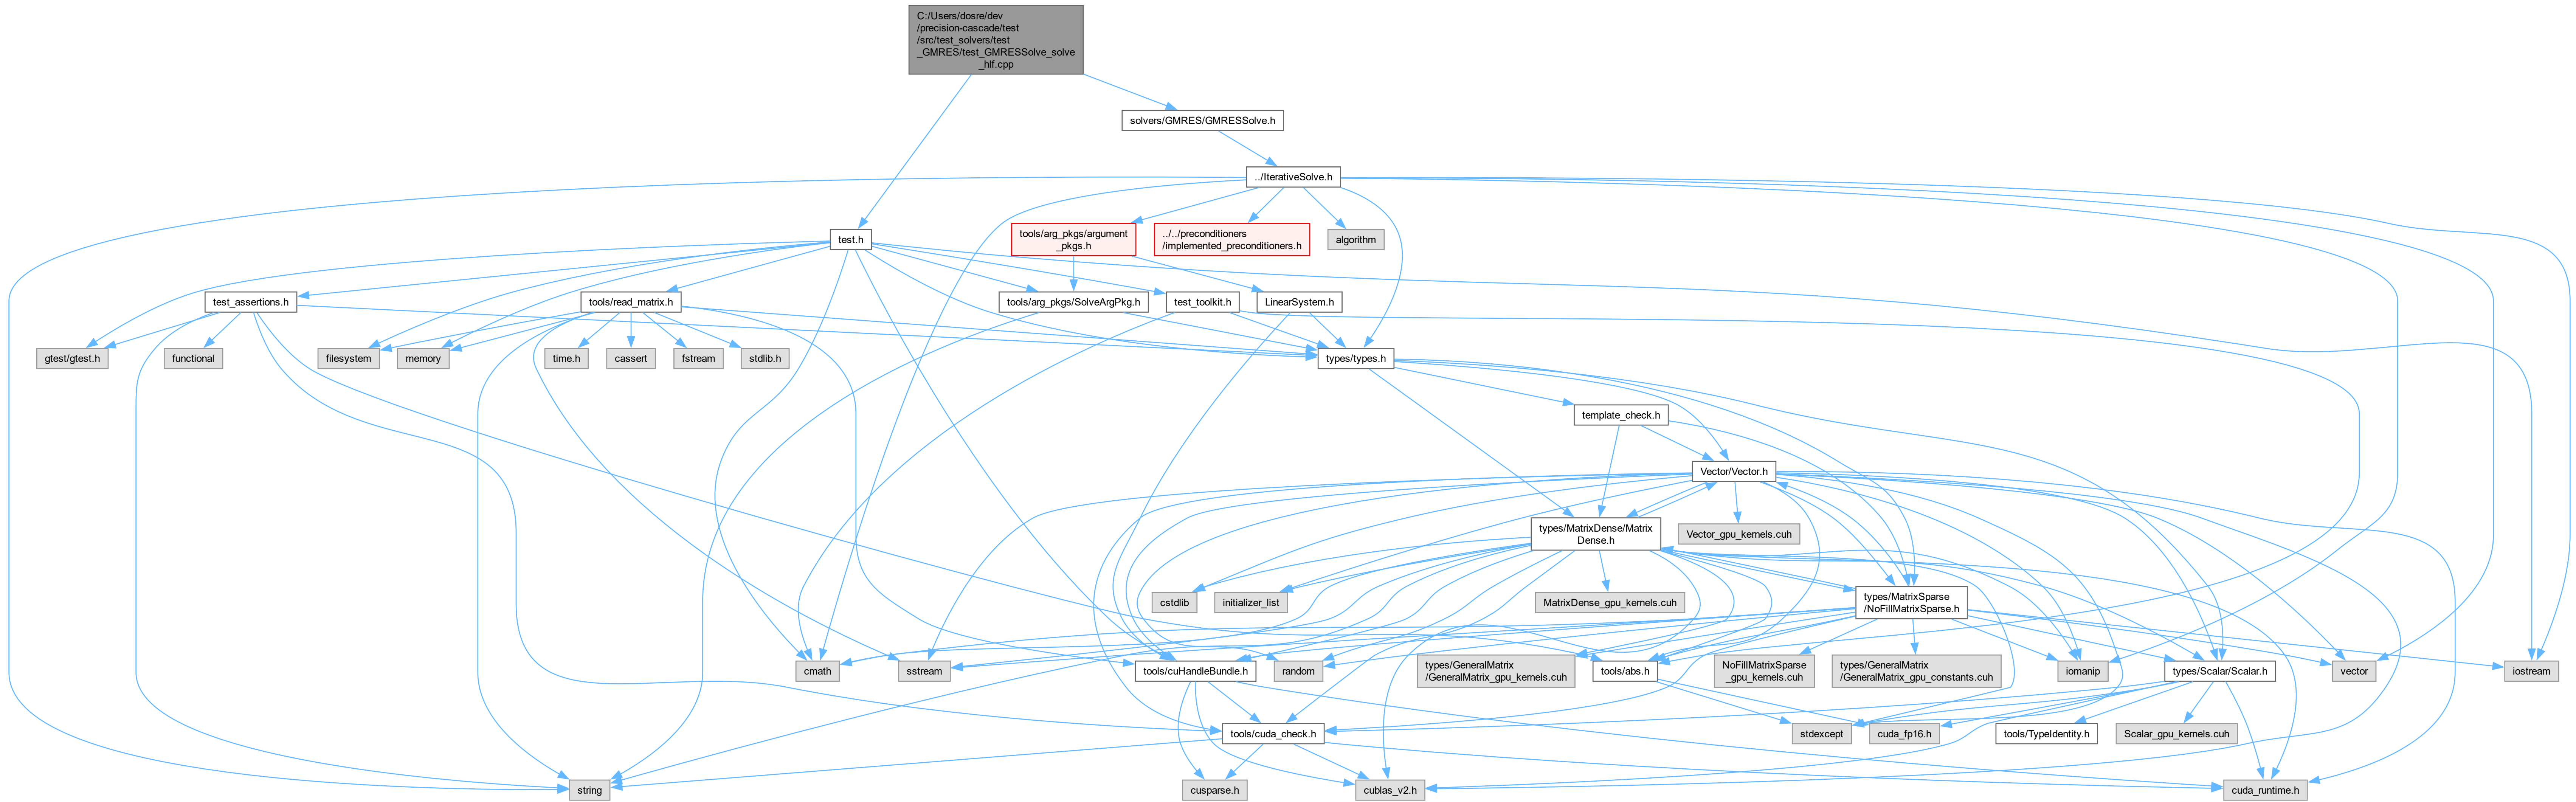 C:/Users/dosre/dev
/precision-cascade/test
/src/test_solvers/test
_GMRES/test_GMRESSolve_solve
_hlf.cpp
solvers/GMRES/GMRESSolve.h
../IterativeSolve.h
test.h
tools/arg_pkgs/argument
_pkgs.h
../../preconditioners
/implemented_preconditioners.h
algorithm
test_assertions.h
tools/read_matrix.h
tools/arg_pkgs/SolveArgPkg.h
test_toolkit.h
LinearSystem.h
gtest/gtest.h
functional
filesystem
memory
time.h
cassert
fstream
stdlib.h
types/types.h
template_check.h
Vector/Vector.h
types/MatrixDense/Matrix
Dense.h
Vector_gpu_kernels.cuh
cstdlib
initializer_list
MatrixDense_gpu_kernels.cuh
types/MatrixSparse
/NoFillMatrixSparse.h
cmath
sstream
tools/cuHandleBundle.h
random
types/GeneralMatrix
/GeneralMatrix_gpu_kernels.cuh
tools/abs.h
NoFillMatrixSparse
_gpu_kernels.cuh
types/GeneralMatrix
/GeneralMatrix_gpu_constants.cuh
iomanip
types/Scalar/Scalar.h
vector
iostream
tools/cuda_check.h
stdexcept
cuda_fp16.h
tools/TypeIdentity.h
Scalar_gpu_kernels.cuh
string
cusparse.h
cublas_v2.h
cuda_runtime.h